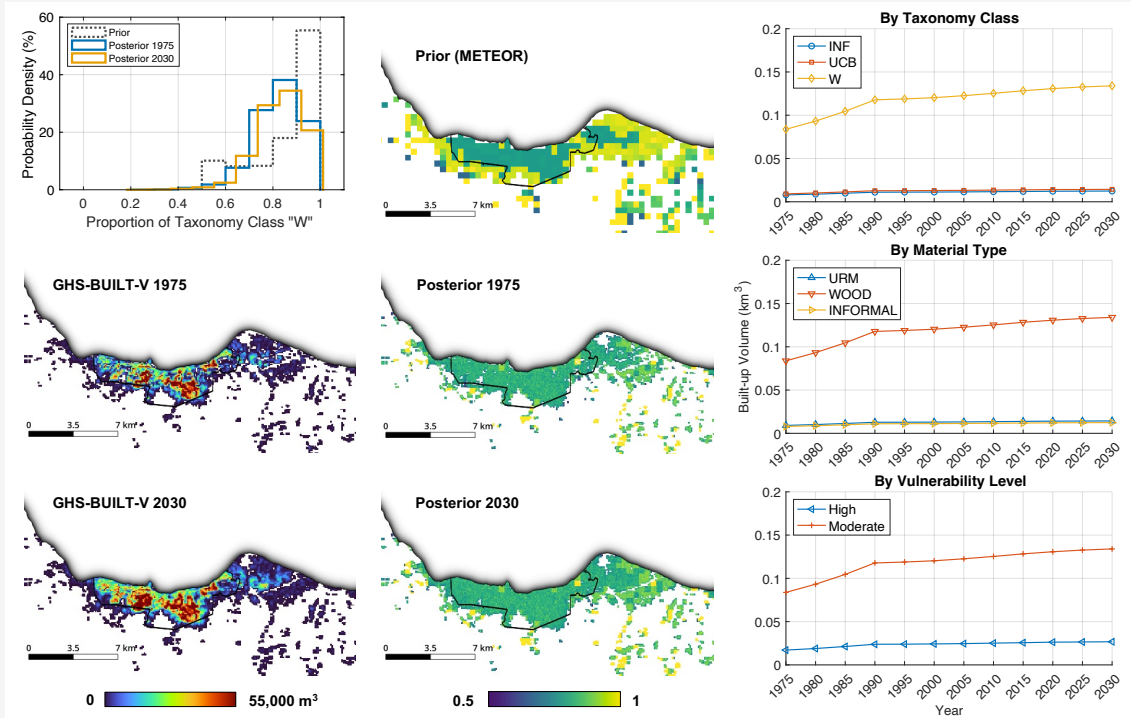 60
40
20
0
Probability Density (%)
Prior
Posterior 1975
Posterior 2030
0
0.2
0.4
0.6
0.8
1
Proportion of Taxonomy Class "W"
Prior (METEOR)
0
3.5
7 km
By Taxonomy Class
0.2
0.15
0.1
0.05
0
INF
UCB
W
1975
1980
1985
1990
1995
2000
2005
2010
2015
2020
2025
2030
GHS-BUILT-V 1975
0
3.5
7 km
Posterior 1975
0
3.5
7 km
By Material Type
Built-up Volume (km³)
0.2
0.15
0.1
0.05
0
URM
WOOD
INFORMAL
1975
1980
1985
1990
1995
2000
2005
2010
2015
2020
2025
2030
GHS-BUILT-V 2030
0
3.5
7 km
Posterior 2030
0
3.5
7 km
By Vulnerability Level
0.2
0.15
0.1
0.05
0
High
Moderate
1975
1980
1985
1990
1995
2000
2005
2010
2015
2020
2025
2030
Year
0
55,000 m³
0.5
1